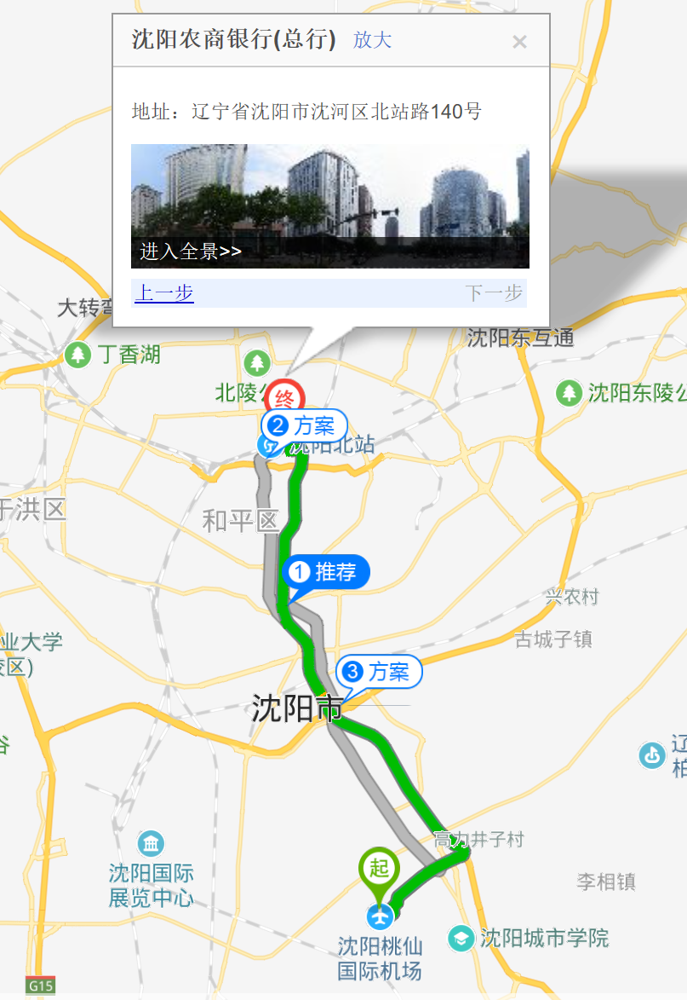 沈阳农商银行(总行) 放大
地址：辽宁省沈阳市沈河区北站路140号
进入全景>>
上一步 下一步
大转弯
沈阳东互通
丁香湖
北陵公
沈阳东陵公
终
2 方案
沈阳北站
于洪区
和平区
1 推荐
兴农村
业大学
校区)
古城子镇
3 方案
沈阳市
谷
辽
柏
高力井子村
沈阳国际
展览中心
起
李相镇
沈阳桃仙
国际机场
沈阳城市学院
G15